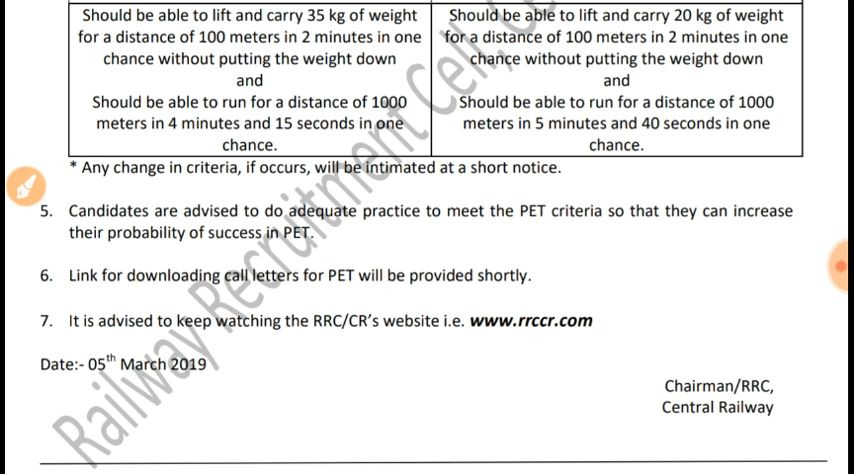 Should be able to lift and carry 35 kg of weight
for a distance of 100 meters in 2 minutes in one
chance without putting the weight down
and
Should be able to run for a distance of 1000
meters in 4 minutes and 15 seconds in one
chance.
Should be able to lift and carry 20 kg of weight
for a distance of 100 meters in 2 minutes in one
chance without putting the weight down
and
Should be able to run for a distance of 1000
meters in 5 minutes and 40 seconds in one
chance.
* Any change in criteria, if occurs, will be intimated at a short notice.
5. Candidates are advised to do adequate practice to meet the PET criteria so that they can increase
their probability of success in PET.
6. Link for downloading call letters for PET will be provided shortly.
7. It is advised to keep watching the RRC/CR's website i.e. www.rrccr.com
Date:- 05th March 2019
Chairman/RRC,
Central Railway
Railway Recruitment Cell,